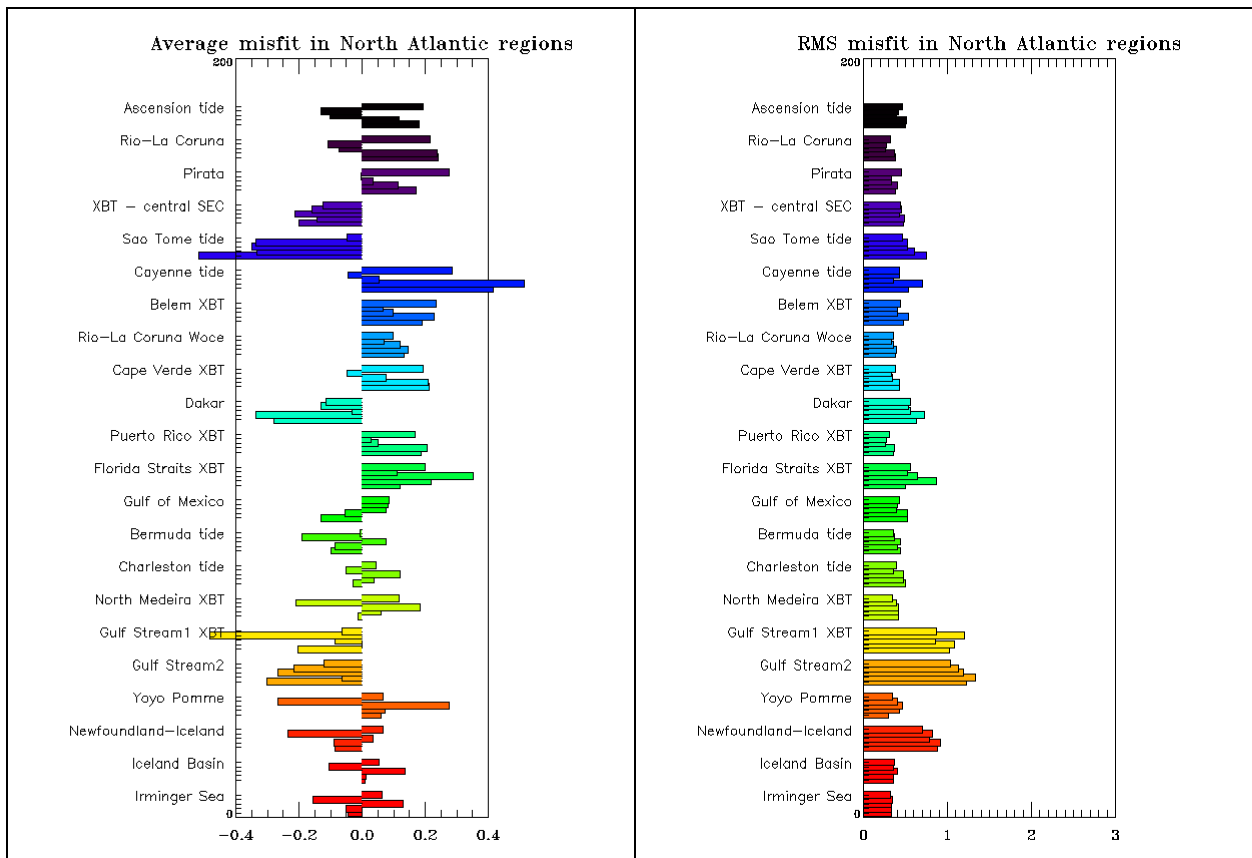 Average misfit in North Atlantic regions
200
Ascension tide
Rio-La Coruna
Pirata
XBT - central SEC
Sao Tome tide
Cayenne tide
Belem XBT
Rio-La Coruna Woce
Cape Verde XBT
Dakar
Puerto Rico XBT
Florida Straits XBT
Gulf of Mexico
Bermuda tide
Charleston tide
North Medeira XBT
Gulf Stream1 XBT
Gulf Stream2
Yoyo Pomme
Newfoundland-Iceland
Iceland Basin
Irminger Sea
0
-0.4 -0.2 0.0 0.2 0.4
RMS misfit in North Atlantic regions
200
Ascension tide
Rio-La Coruna
Pirata
XBT - central SEC
Sao Tome tide
Cayenne tide
Belem XBT
Rio-La Coruna Woce
Cape Verde XBT
Dakar
Puerto Rico XBT
Florida Straits XBT
Gulf of Mexico
Bermuda tide
Charleston tide
North Medeira XBT
Gulf Stream1 XBT
Gulf Stream2
Yoyo Pomme
Newfoundland-Iceland
Iceland Basin
Irminger Sea
0
0 1 2 3